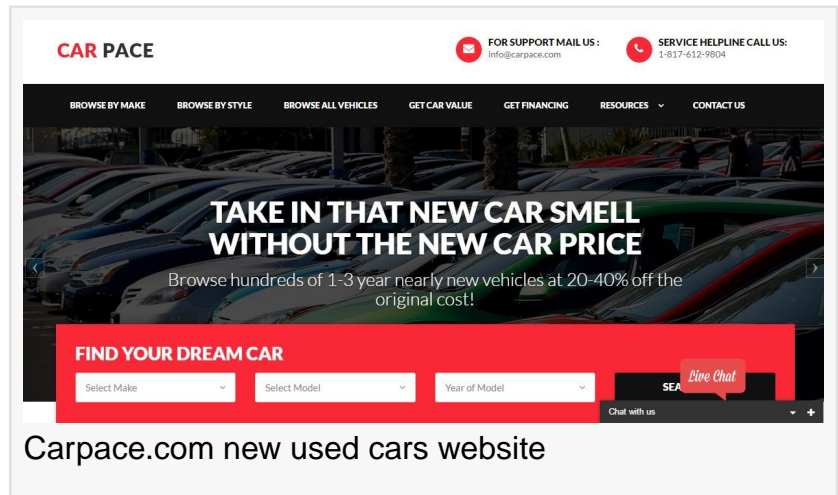 CAR PACE
FOR SUPPORT MAIL US :
info@carpace.com
SERVICE HELPLINE CALL US:
1-817-612-9804
BROWSE BY MAKE BROWSE BY STYLE BROWSE ALL VEHICLES GET CAR VALUE GET FINANCING RESOURCES CONTACT US
TAKE IN THAT NEW CAR SMELL
WITHOUT THE NEW CAR PRICE
Browse hundreds of 1-3 year nearly new vehicles at 20-40% off the
original cost!
FIND YOUR DREAM CAR
Select Make Select Model Year of Model
Live Chat
Chat with us
Carpace.com new used cars website